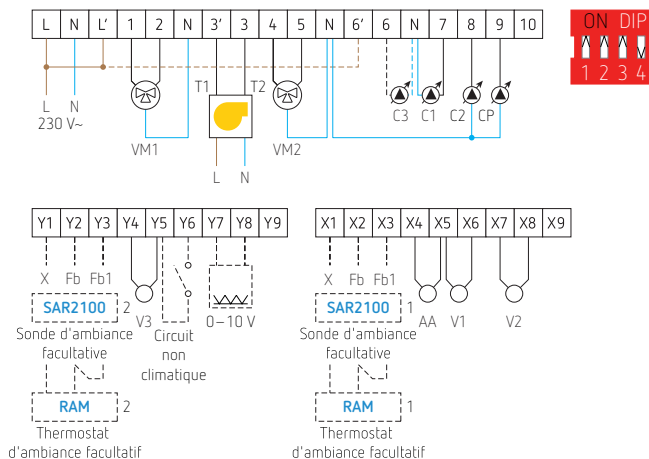 L N L' 1 2 N 3' 3 4 5 N 6' 6 N 7 8 9 10
ON DIP
1 2 3 4
T1 T2
L N
230 V~
C3 C1 C2 CP
VM1 VM2
L N
Y1 Y2 Y3 Y4 Y5 Y6 Y7 Y8 Y9
X1 X2 X3 X4 X5 X6 X7 X8 X9
X Fb Fb1
X Fb Fb1
SAR2100 2
V3
0–10 V
SAR2100 1
AA V1 V2
Sonde d'ambiance
facultative
Circuit
non
climatique
Sonde d'ambiance
facultative
RAM 2
RAM 1
Thermostat
d'ambiance facultatif
Thermostat
d'ambiance facultatif